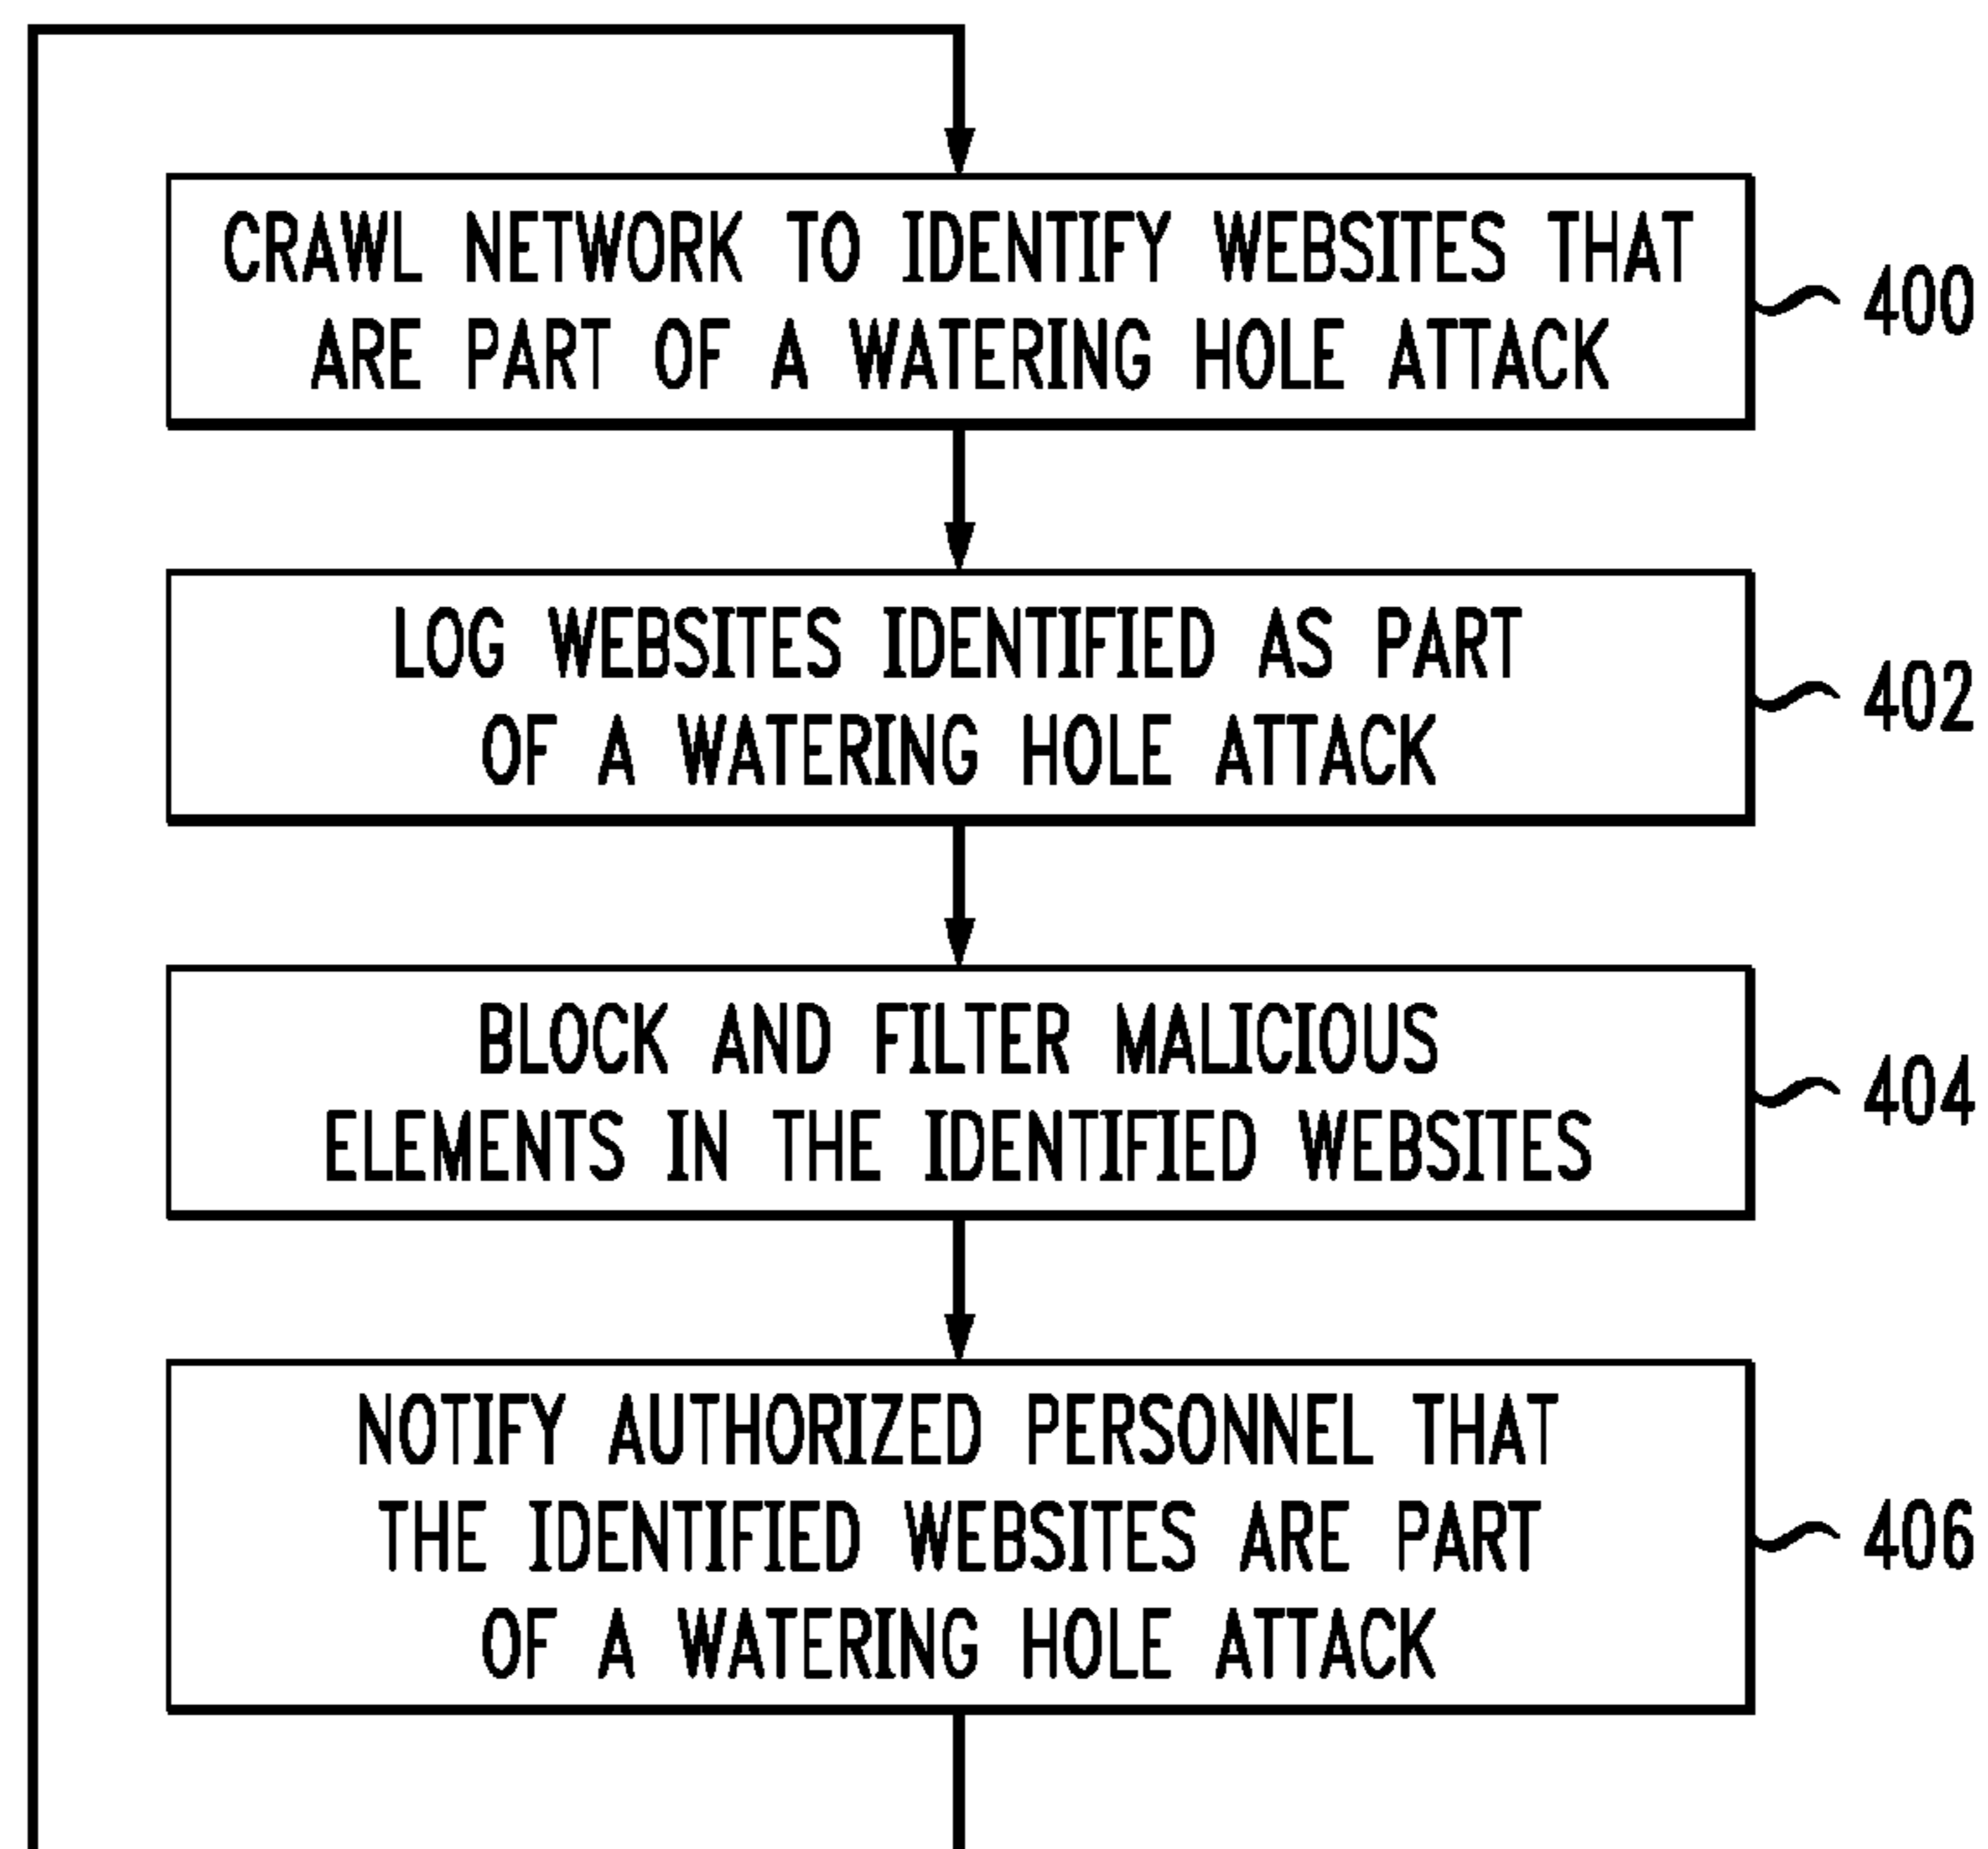 CRAWL NETWORK TO IDENTIFY WEBSITES THAT
ARE PART OF A WATERING HOLE ATTACK
400
LOG WEBSITES IDENTIFIED AS PART
OF A WATERING HOLE ATTACK
402
BLOCK AND FILTER MALICIOUS
ELEMENTS IN THE IDENTIFIED WEBSITES
404
NOTIFY AUTHORIZED PERSONNEL THAT
THE IDENTIFIED WEBSITES ARE PART
OF A WATERING HOLE ATTACK
406